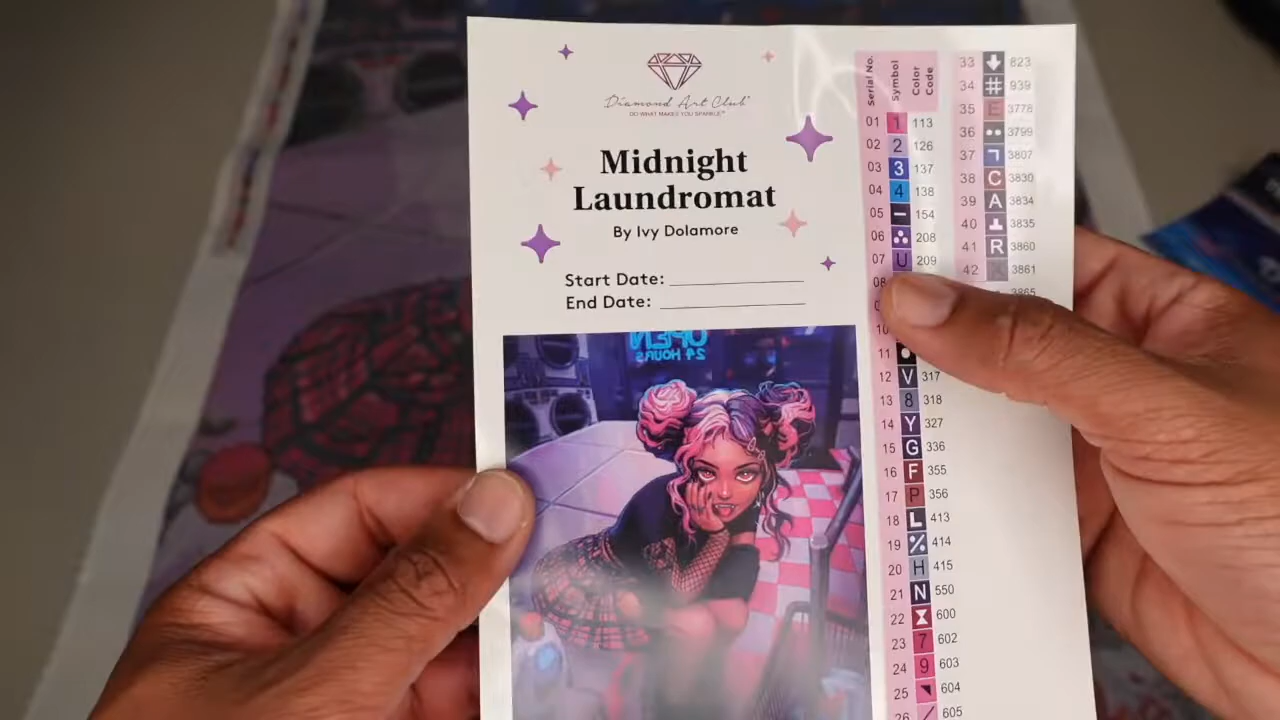 Diamond Art Club
DO WHAT MAKES YOU SPARKLE™
Midnight
Laundromat
By Ivy Dolamore
Start Date:
End Date:
OPEN
24 HOURS
Serial No. Symbol Color Code
01 1 113
02 2 126
03 3 137
04 4 138
05 – 154
06 208
07 U 209
08
10
11
12 V 317
13 8 318
14 Y 327
15 G 336
16 F 355
17 P 356
18 L 413
19 414
20 H 415
21 N 550
22 600
23 7 602
24 9 603
25 604
26 / 605
33 823
34 # 939
35 E 3778
36 3799
37 3807
38 C 3830
39 A 3834
40 3835
41 R 3860
42 3861
3865